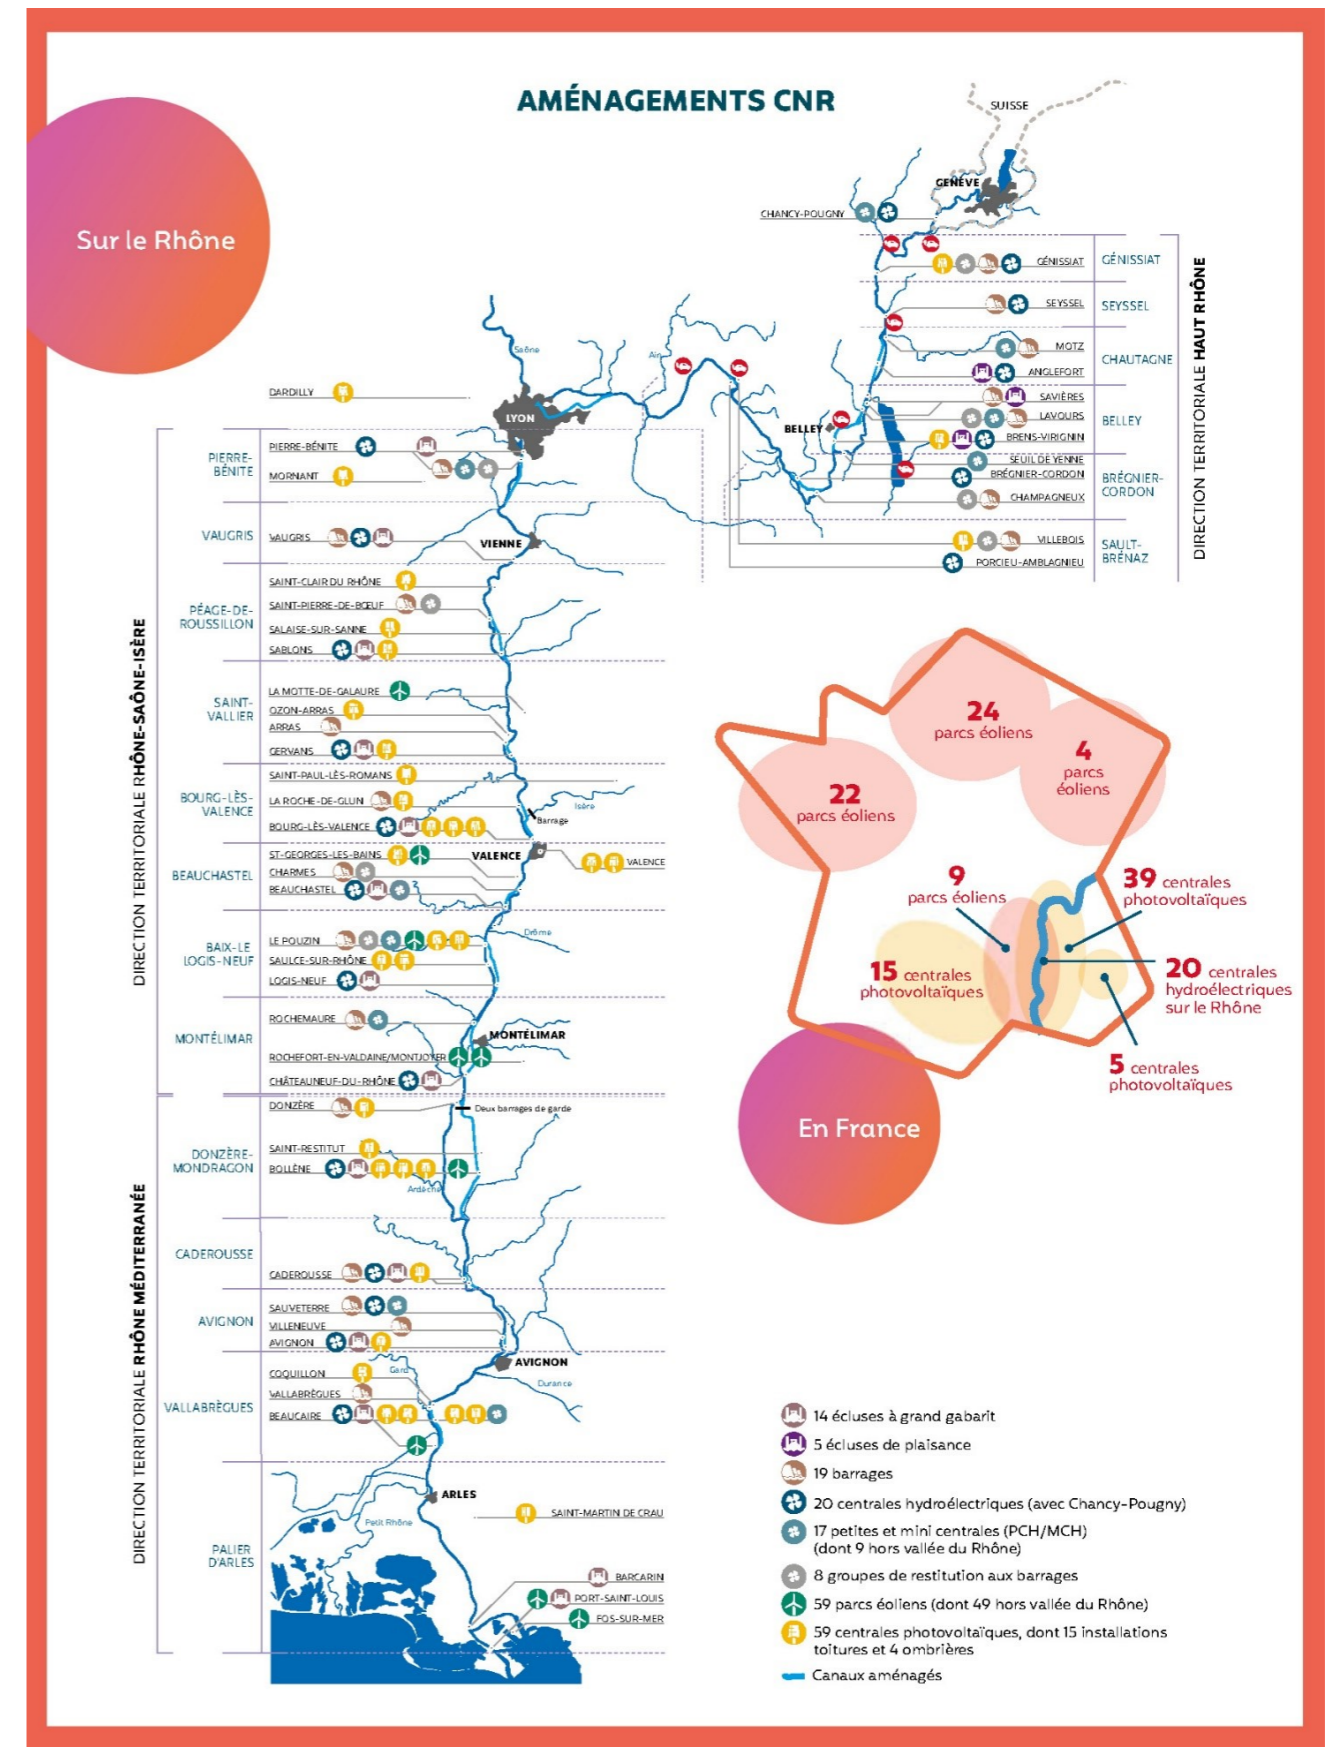 AMÉNAGEMENTS CNR
Sur le Rhône
SUISSE
GENÈVE
CHANCY-POUGNY
GÉNISSIAT
GÉNISSIAT
SEYSSEL
SEYSSEL
MOTZ
CHAUTAGNE
ANGLEFORT
SAVIÈRES
LAVOURS
BELLEY
BELLEY
BRENS-VIRIGNIN
SEUIL DE YENNE
BRÉGNIER-CORDON
BRÉGNIER-
CORDON
CHAMPAGNEUX
VILLEBOIS
SAULT-
BRÉNAZ
PORCIEU-AMBLAGNIEU
DIRECTION TERRITORIALE HAUT RHÔNE
Saône
Ain
DARDILLY
LYON
PIERRE-BÉNITE
PIERRE-
BÉNITE
MORNANT
VAUGRIS
VAUGRIS
VIENNE
SAINT-CLAIR DU RHÔNE
PÉAGE-DE-
ROUSSILLON
SAINT-PIERRE-DE-BŒUF
SALAISE-SUR-SANNE
SABLONS
DIRECTION TERRITORIALE RHÔNE-SAÔNE-ISÈRE
SAINT-
VALLIER
LA MOTTE-DE-GALAURE
OZON-ARRAS
ARRAS
GERVANS
SAINT-PAUL-LÈS-ROMANS
BOURG-LÈS-
VALENCE
LA ROCHE-DE-GLUN
Isère
Barrage
BOURG-LÈS-VALENCE
ST-GEORGES-LES-BAINS
VALENCE
VALENCE
BEAUCHASTEL
CHARMES
BEAUCHASTEL
Drôme
BAIX-LE
LOGIS-NEUF
LE POUZIN
SAULCE-SUR-RHÔNE
LOGIS-NEUF
ROCHEMAURE
MONTÉLIMAR
MONTÉLIMAR
ROCHEFORT-EN-VALDAINE/MONTJOYER
CHÂTEAUNEUF-DU-RHÔNE
DONZÈRE
Deux barrages de garde
DONZÈRE-
MONDRAGON
SAINT-RESTITUT
BOLLÈNE
Ardèche
DIRECTION TERRITORIALE RHÔNE MÉDITERRANÉE
CADEROUSSE
CADEROUSSE
AVIGNON
SAUVETERRE
VILLENEUVE
AVIGNON
AVIGNON
COQUILLON
Gard
Durance
VALLABRÈGUES
VALLABRÈGUES
BEAUCAIRE
ARLES
SAINT-MARTIN DE CRAU
Petit Rhône
PALIER
D'ARLES
BARCARIN
PORT-SAINT-LOUIS
FOS-SUR-MER
24
parcs éoliens
4
parcs
éoliens
22
parcs éoliens
9
parcs éoliens
39 centrales
photovoltaïques
15 centrales
photovoltaïques
20 centrales
hydroélectriques
sur le Rhône
5 centrales
photovoltaïques
En France
14 écluses à grand gabarit
5 écluses de plaisance
19 barrages
20 centrales hydroélectriques (avec Chancy-Pougny)
17 petites et mini centrales (PCH/MCH)
(dont 9 hors vallée du Rhône)
8 groupes de restitution aux barrages
59 parcs éoliens (dont 49 hors vallée du Rhône)
59 centrales photovoltaïques, dont 15 installations
toitures et 4 ombrières
Canaux aménagés